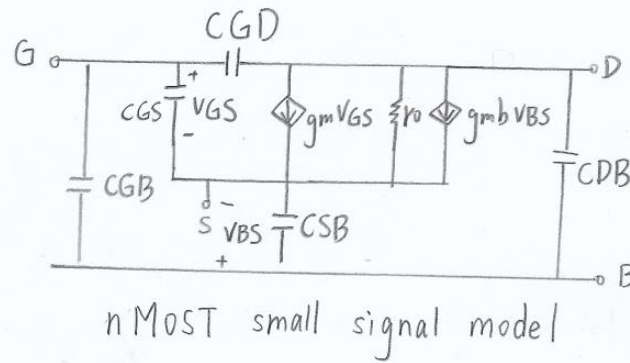 CGD
G
D
+
CGS
VGS
-
gmVGS
ro
gmbVBS
CGB
CDB
S
-
VBS
+
CSB
B
nMOST small signal model